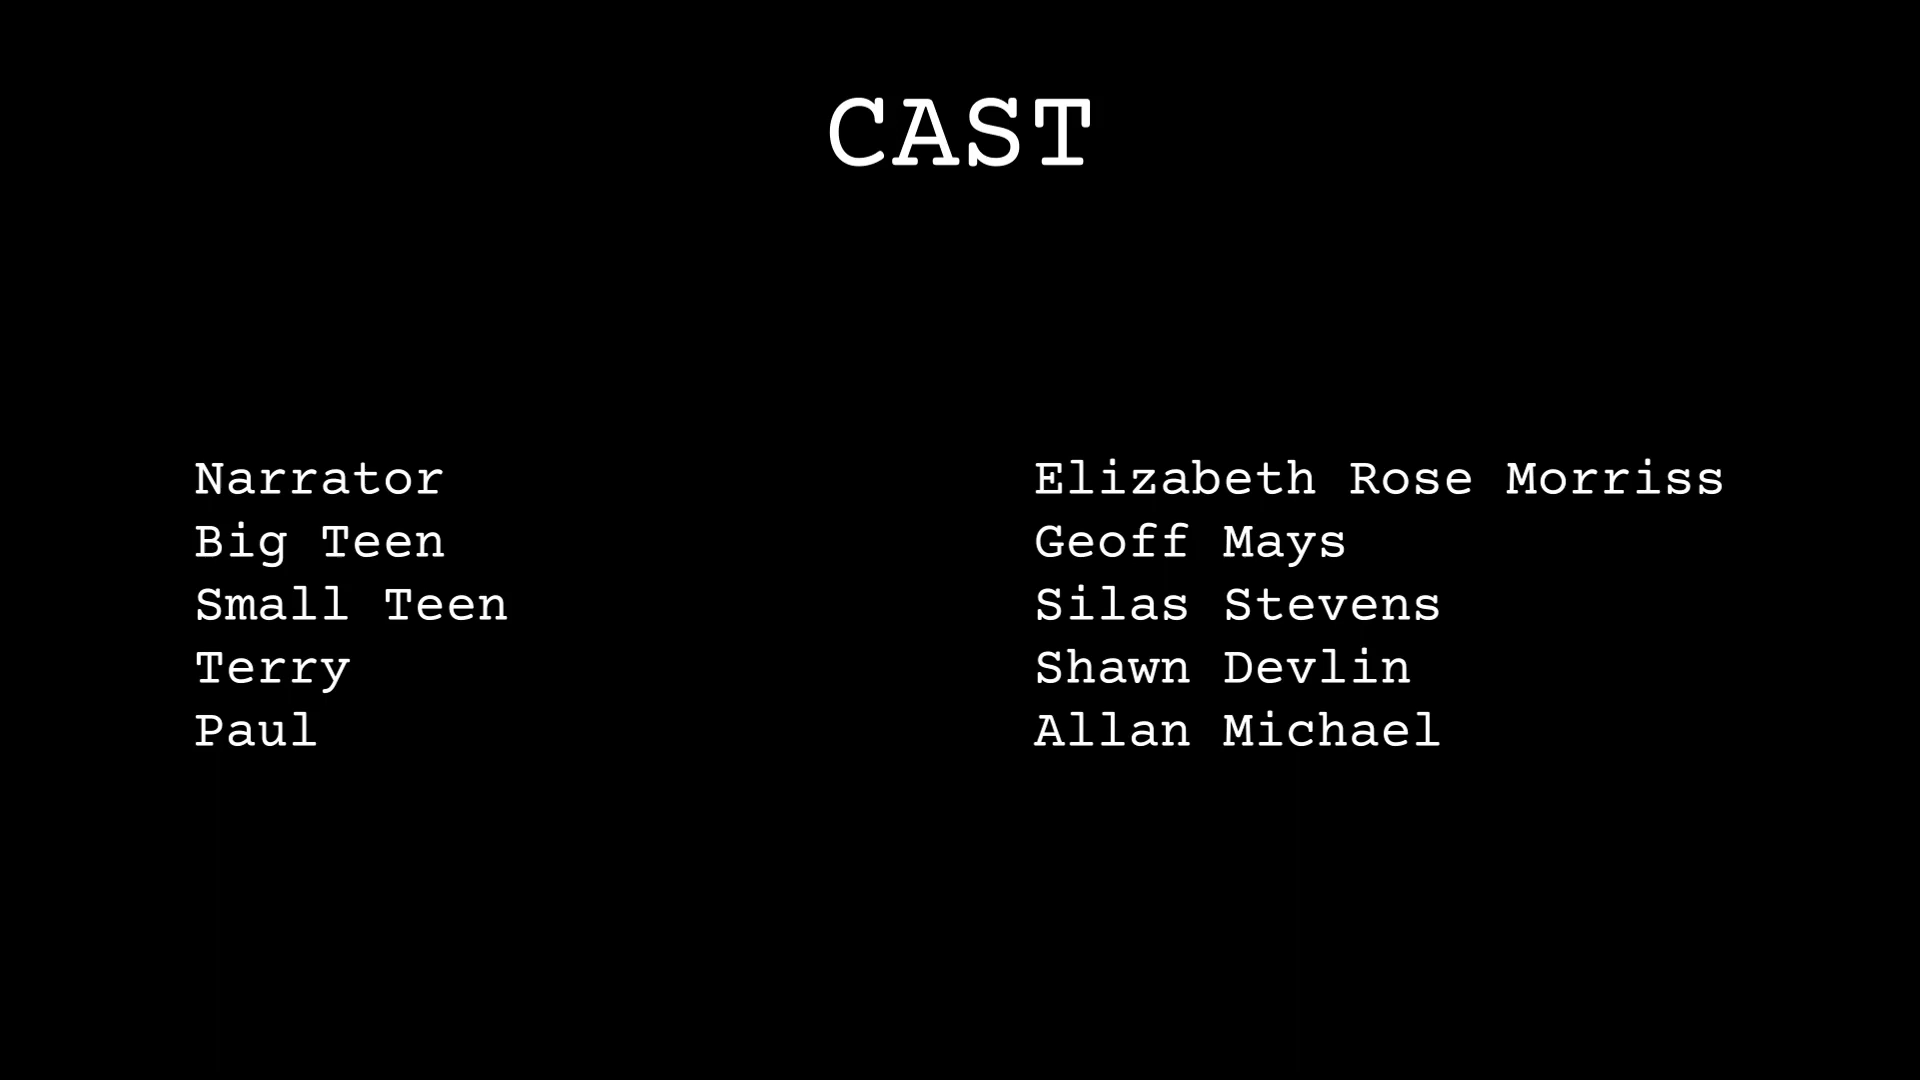 CAST
Narrator Elizabeth Rose Morriss
Big Teen Geoff Mays
Small Teen Silas Stevens
Terry Shawn Devlin
Paul Allan Michael